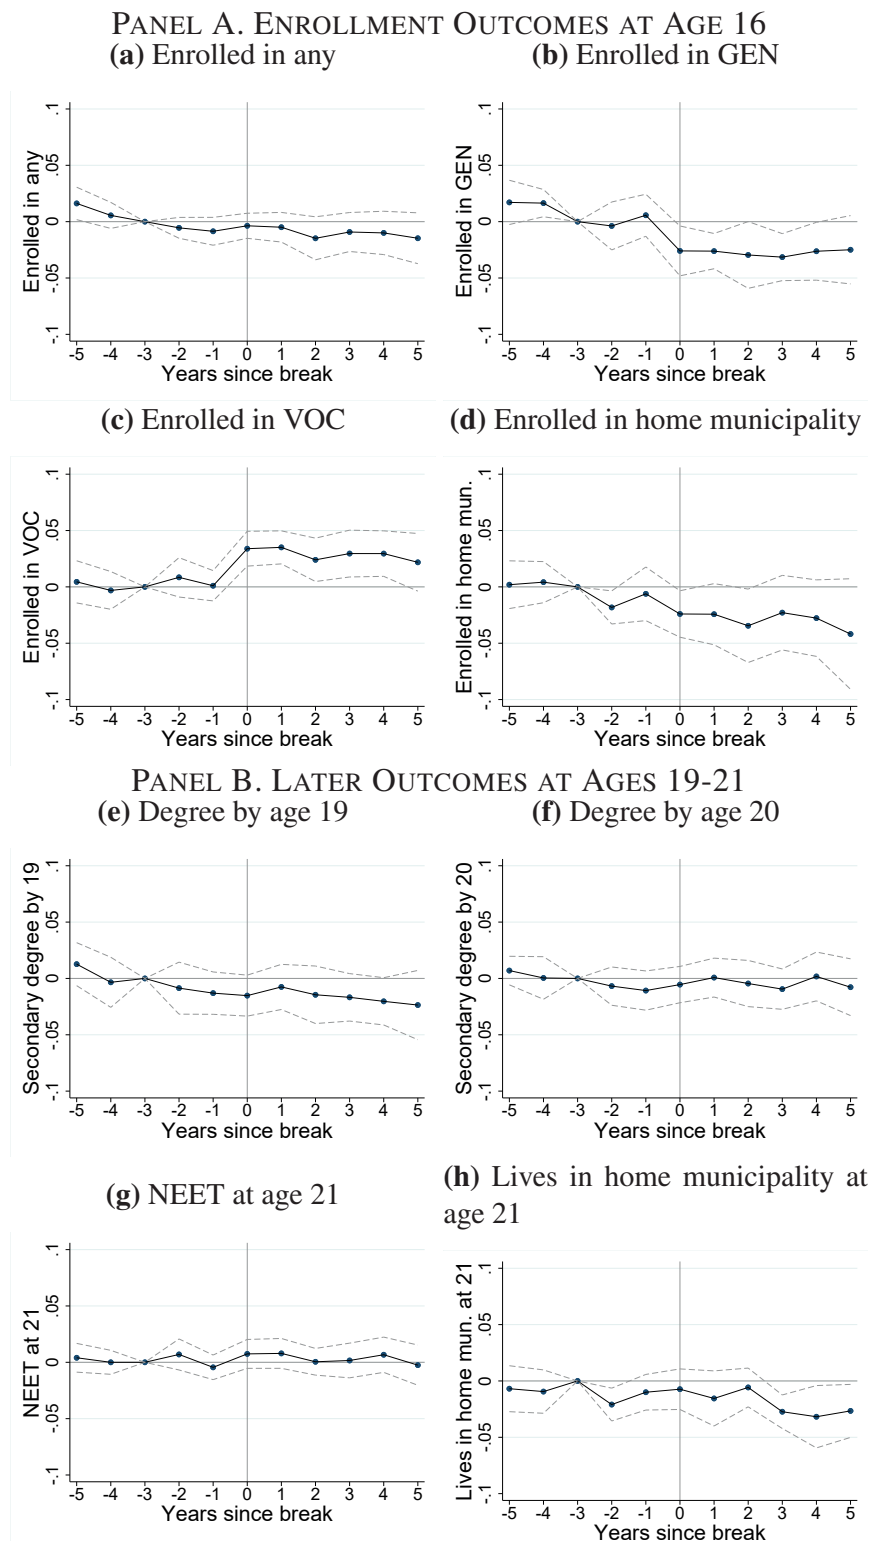 PANEL A. ENROLLMENT OUTCOMES AT AGE 16
(a) Enrolled in any
(b) Enrolled in GEN
Enrolled in any
.1
.05
0
-.05
-.1
-5 -4 -3 -2 -1 0 1 2 3 4 5
Years since break
Enrolled in GEN
.1
.05
0
-.05
-.1
-5 -4 -3 -2 -1 0 1 2 3 4 5
Years since break
(c) Enrolled in VOC
(d) Enrolled in home municipality
Enrolled in VOC
.1
.05
0
-.05
-.1
-5 -4 -3 -2 -1 0 1 2 3 4 5
Years since break
Enrolled in home mun.
.1
.05
0
-.05
-.1
-5 -4 -3 -2 -1 0 1 2 3 4 5
Years since break
PANEL B. LATER OUTCOMES AT AGES 19-21
(e) Degree by age 19
(f) Degree by age 20
Secondary degree by 19
.1
.05
0
-.05
-.1
-5 -4 -3 -2 -1 0 1 2 3 4 5
Years since break
Secondary degree by 20
.1
.05
0
-.05
-.1
-5 -4 -3 -2 -1 0 1 2 3 4 5
Years since break
(g) NEET at age 21
(h) Lives in home municipality at
age 21
NEET at 21
.1
.05
0
-.05
-.1
-5 -4 -3 -2 -1 0 1 2 3 4 5
Years since break
Lives in home mun. at 21
.1
.05
0
-.05
-.1
-5 -4 -3 -2 -1 0 1 2 3 4 5
Years since break